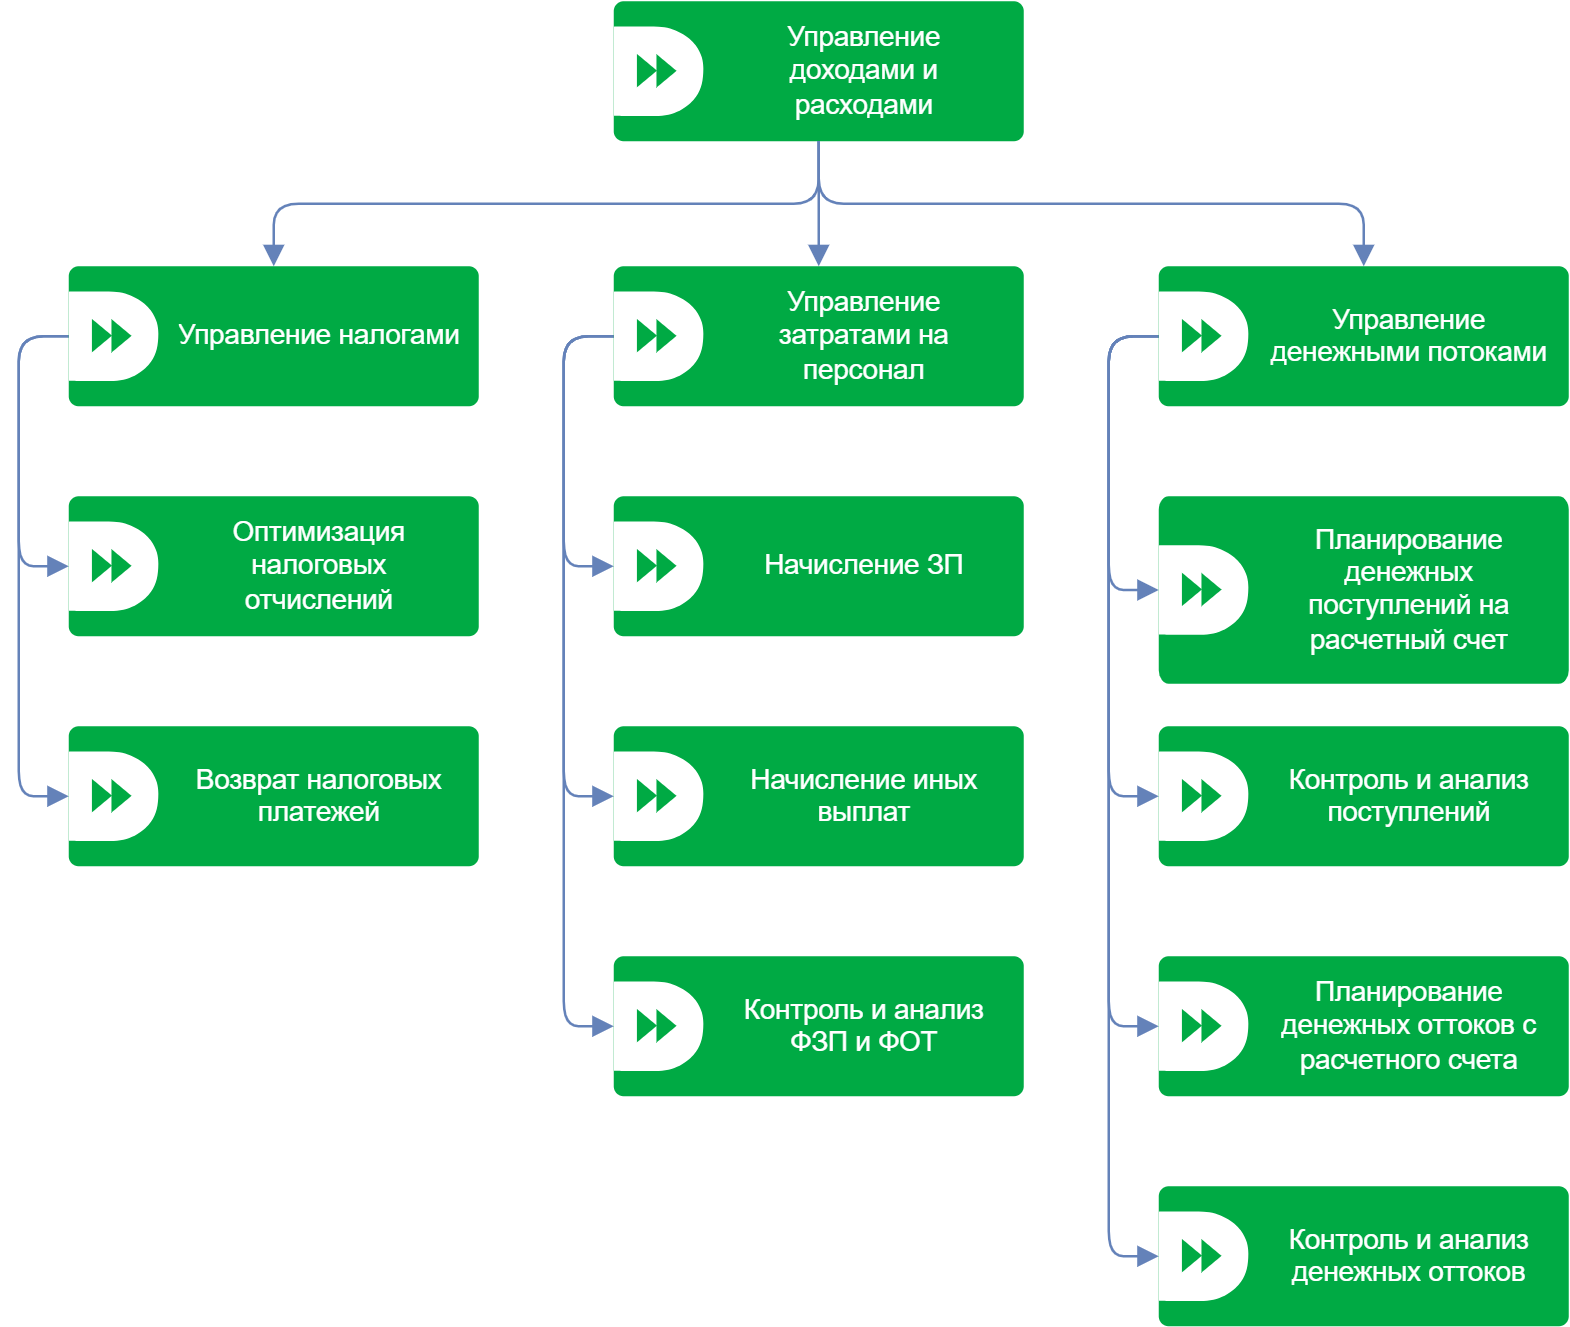 Управление
доходами и
расходами
Управление налогами
Управление
затратами на
персонал
Управление
денежными потоками
Оптимизация
налоговых
отчислений
Начисление ЗП
Планирование
денежных
поступлений на
расчетный счет
Возврат налоговых
платежей
Начисление иных
выплат
Контроль и анализ
поступлений
Контроль и анализ
ФЗП и ФОТ
Планирование
денежных оттоков с
расчетного счета
Контроль и анализ
денежных оттоков